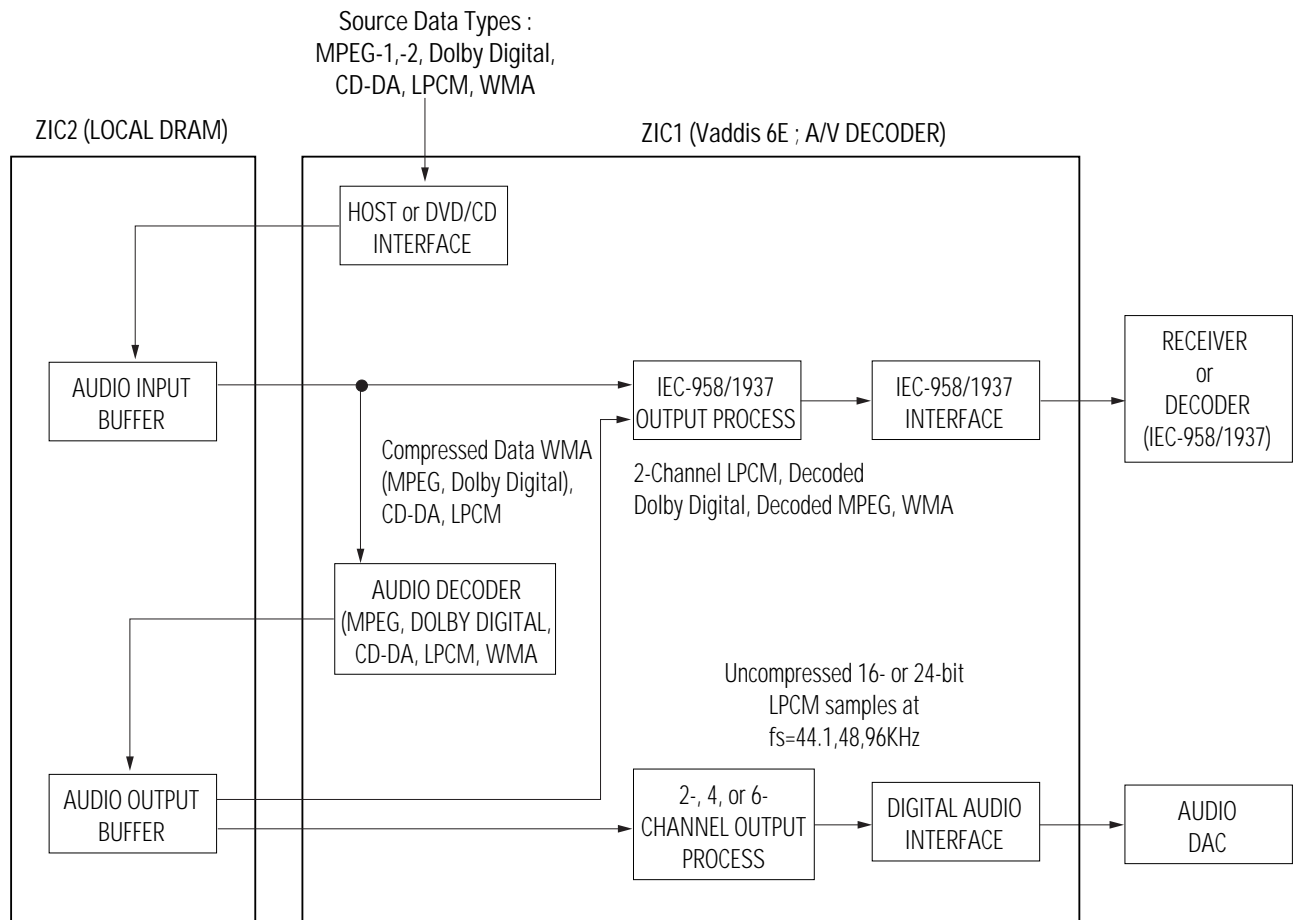 Source Data Types :
MPEG-1,-2, Dolby Digital,
CD-DA, LPCM, WMA
ZIC2 (LOCAL DRAM)
ZIC1 (Vaddis 6E ; A/V DECODER)
HOST or DVD/CD
INTERFACE
AUDIO INPUT
BUFFER
IEC-958/1937
OUTPUT PROCESS
IEC-958/1937
INTERFACE
RECEIVER
or
DECODER
(IEC-958/1937)
Compressed Data WMA
(MPEG, Dolby Digital),
CD-DA, LPCM
2-Channel LPCM, Decoded
Dolby Digital, Decoded MPEG, WMA
AUDIO DECODER
(MPEG, DOLBY DIGITAL,
CD-DA, LPCM, WMA
Uncompressed 16- or 24-bit
LPCM samples at
fs=44.1,48,96KHz
AUDIO OUTPUT
BUFFER
2-, 4, or 6-
CHANNEL OUTPUT
PROCESS
DIGITAL AUDIO
INTERFACE
AUDIO
DAC